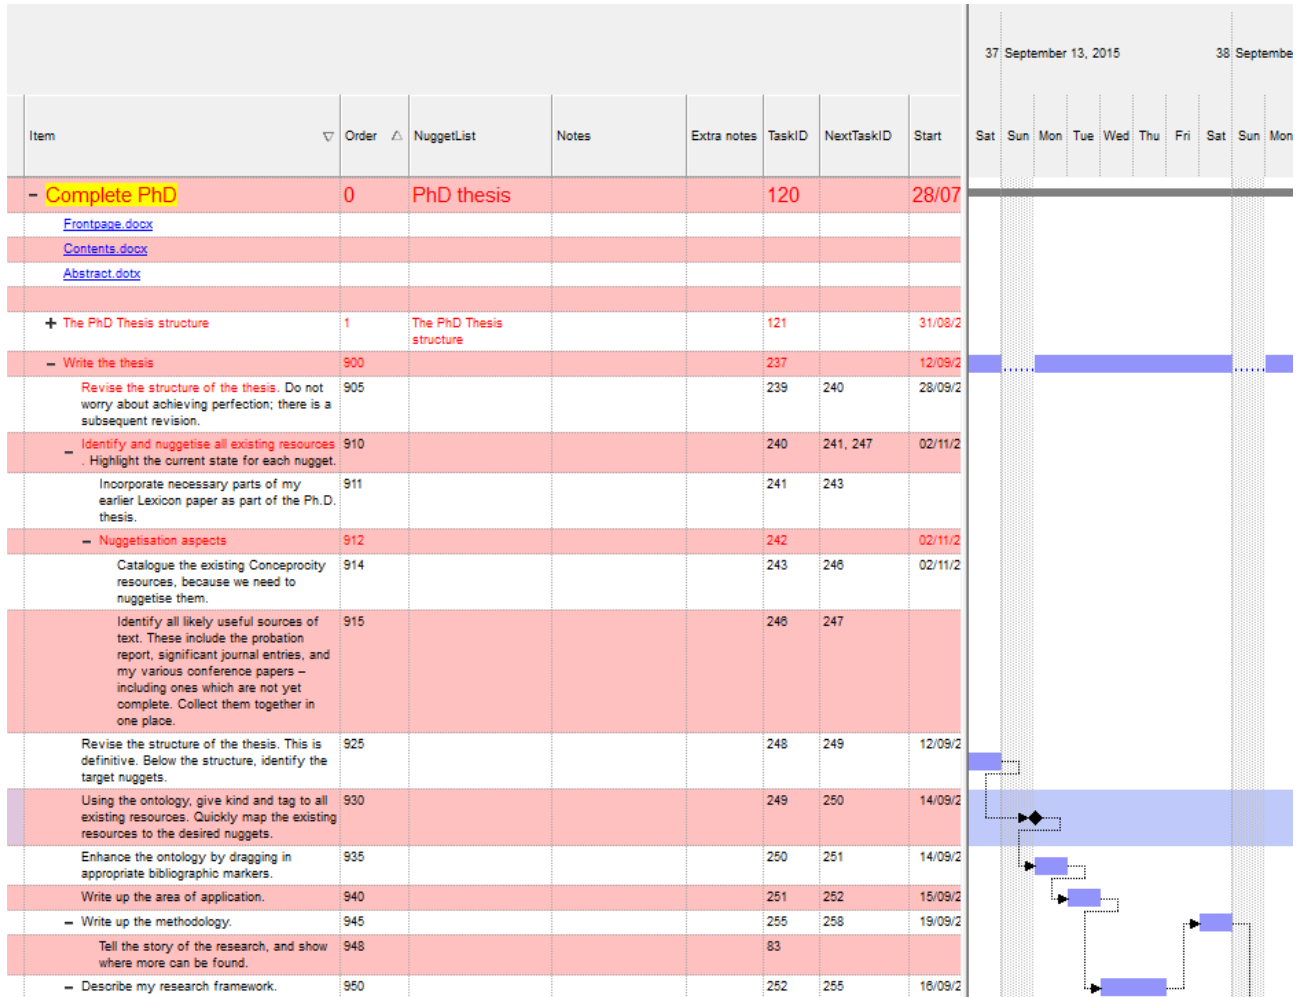 37 September 13, 2015 38 Septembe
Item Order NuggetList Notes Extra notes TaskID NextTaskID Start Sat Sun Mon Tue Wed Thu Fri Sat Sun Mon
Complete PhD 0 PhD thesis 120 28/07
Frontpage.docx
Contents.docx
Abstract.dotx
The PhD Thesis structure 1 The PhD Thesis 121 31/08/2
structure
Write the thesis 900 237 12/09/2
Revise the structure of the thesis. Do not 905 239 240 28/09/2
worry about achieving perfection; there is a
subsequent revision.
Identify and nuggetise all existing resources 910 240 241, 247 02/11/2
. Highlight the current state for each nugget.
Incorporate necessary parts of my 911 241 243
earlier Lexicon paper as part of the Ph.D.
thesis.
Nuggetisation aspects 912 242 02/11/2
Catalogue the existing Conceprocity 914 243 246 02/11/2
resources, because we need to
nuggetise them.
Identify all likely useful sources of 915 246 247
text. These include the probation
report, significant journal entries, and
my various conference papers –
including ones which are not yet
complete. Collect them together in
one place.
Revise the structure of the thesis. This is 925 248 249 12/09/2
definitive. Below the structure, identify the
target nuggets.
Using the ontology, give kind and tag to all 930 249 250 14/09/2
existing resources. Quickly map the existing
resources to the desired nuggets.
Enhance the ontology by dragging in 935 250 251 14/09/2
appropriate bibliographic markers.
Write up the area of application. 940 251 252 15/09/2
Write up the methodology. 945 255 258 19/09/2
Tell the story of the research, and show 948 83
where more can be found.
Describe my research framework. 950 252 255 16/09/2